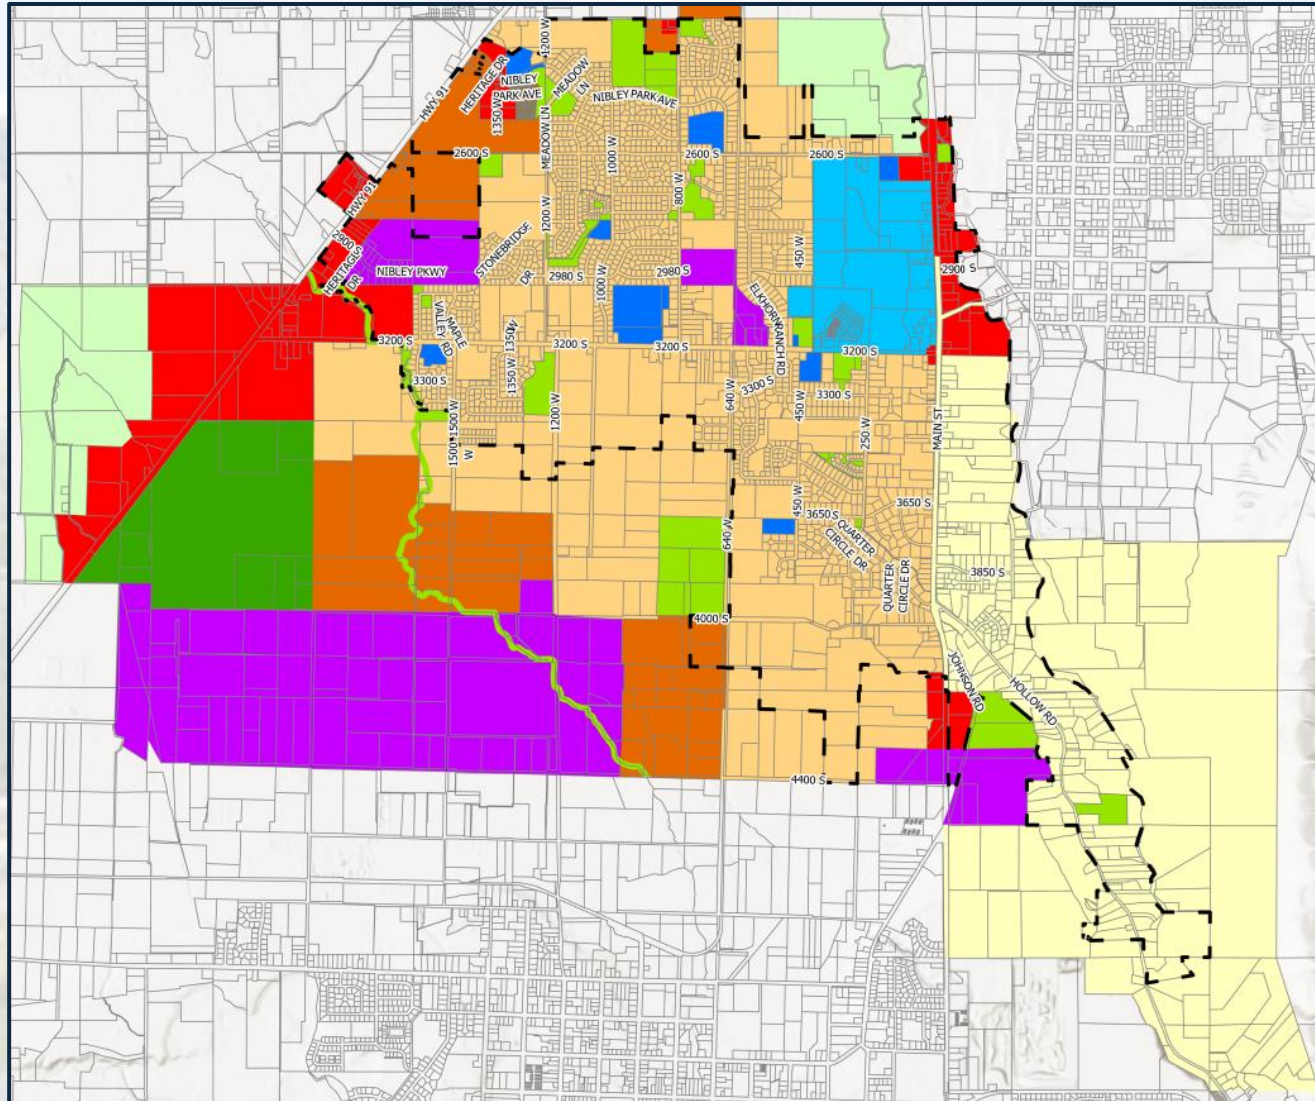 1200 W
HWY 91
HERITAGE DR
NIBLEY
PARK AVE
MEADOW
LN
NIBLEY PARK AVE
1350 W
MEADOW LN
2600 S
1000 W
2600 S
2600 S
HWY 91
800 W
1200 W
2900 S
HERITAGE
DR
NIBLEY PKWY
STONEBRIDGE
DR
2980 S
1000 W
2980 S
450 W
2900 S
ELKHORN RANCH RD
MAPLE
VALLEY RD
3200 S
1350 W
3200 S
3200 S
3200 S
3300 S
1350 W
1200 W
640 W
3300 S
450 W
3300 S
1500 W
1500 W
250 W
MAIN ST
450 W
3650 S
3650 S
640 W
QUARTER
CIRCLE DR
QUARTER
CIRCLE DR
3850 S
4000 S
JOHNSON RD
HOLLOW RD
4400 S